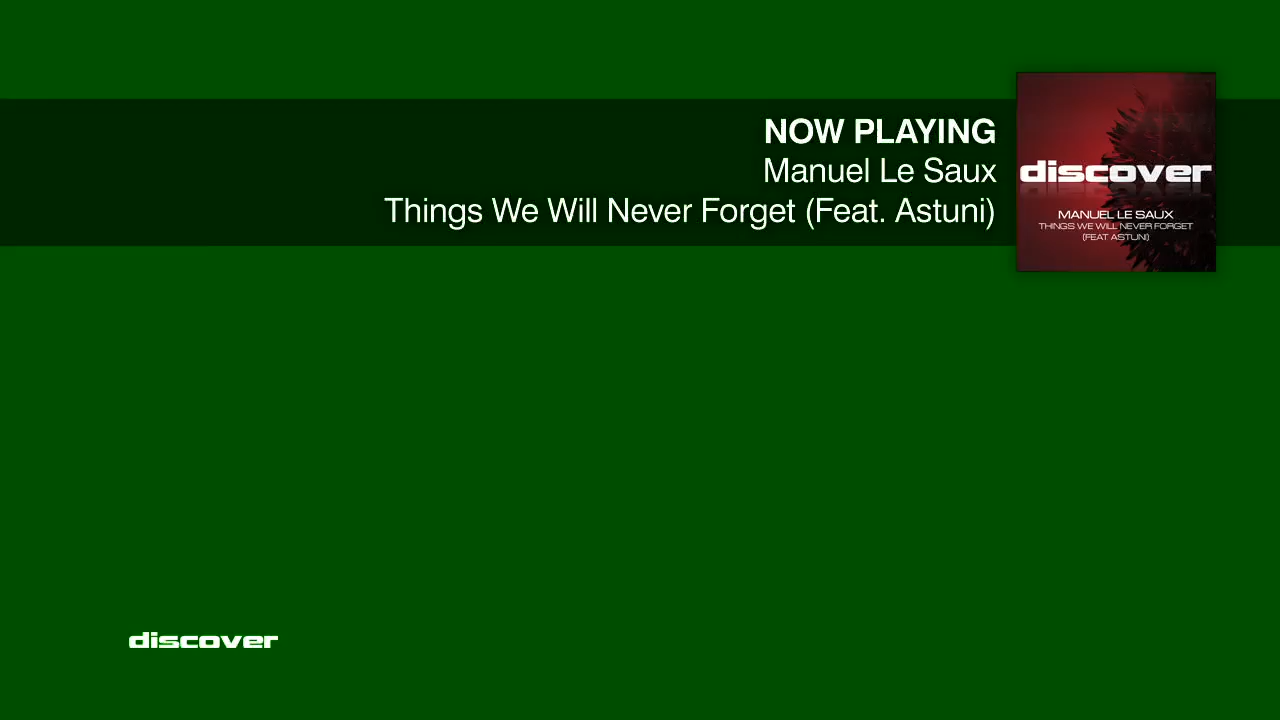 NOW PLAYING
Manuel Le Saux
Things We Will Never Forget (Feat. Astuni)
discover
MANUEL LE SAUX
THINGS WE WILL NEVER FORGET
(FEAT. ASTUNI)
discover